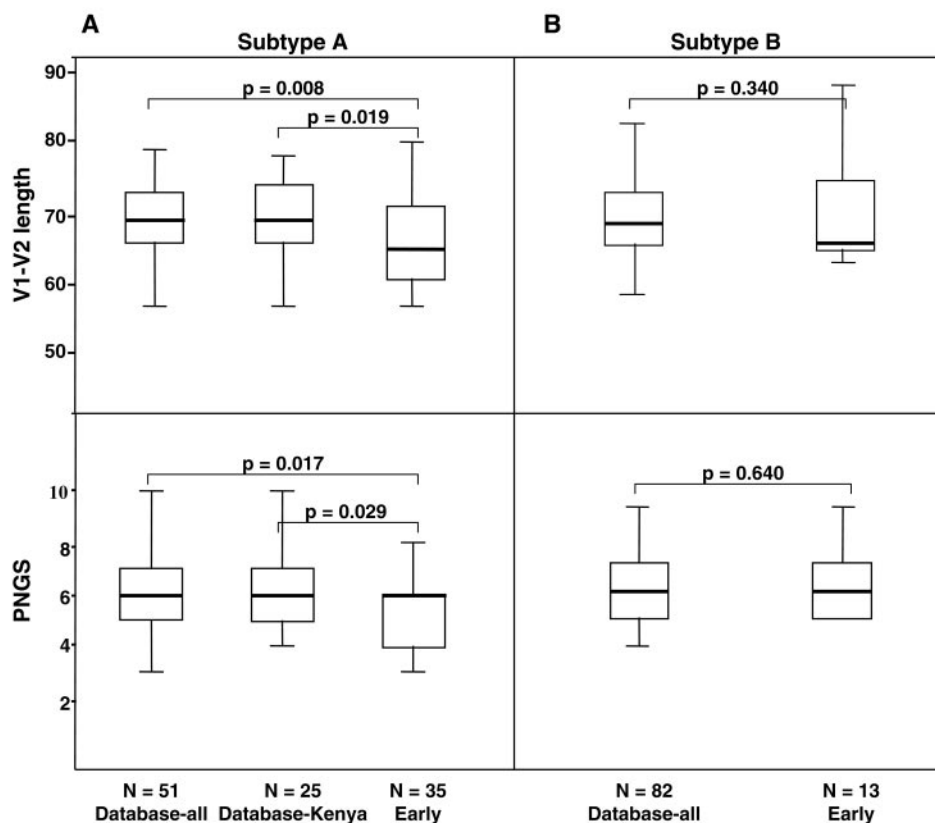 A
B
Subtype A
Subtype B
V1-V2 length
90
80
70
60
50
p = 0.008
p = 0.019
p = 0.340
PNGS
10
8
6
4
2
p = 0.017
p = 0.029
p = 0.640
N = 51 N = 25 N = 35 N = 82 N = 13
Database-all Database-Kenya Early Database-all Early